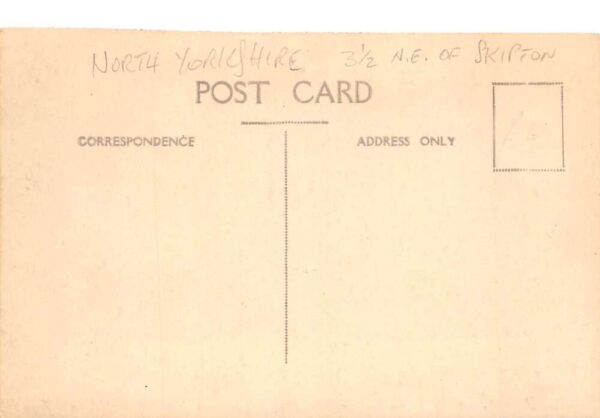 NORTH YORKSHIRE 3½ N.E. OF SKIPTON
POST CARD
CORRESPONDENCE
ADDRESS ONLY